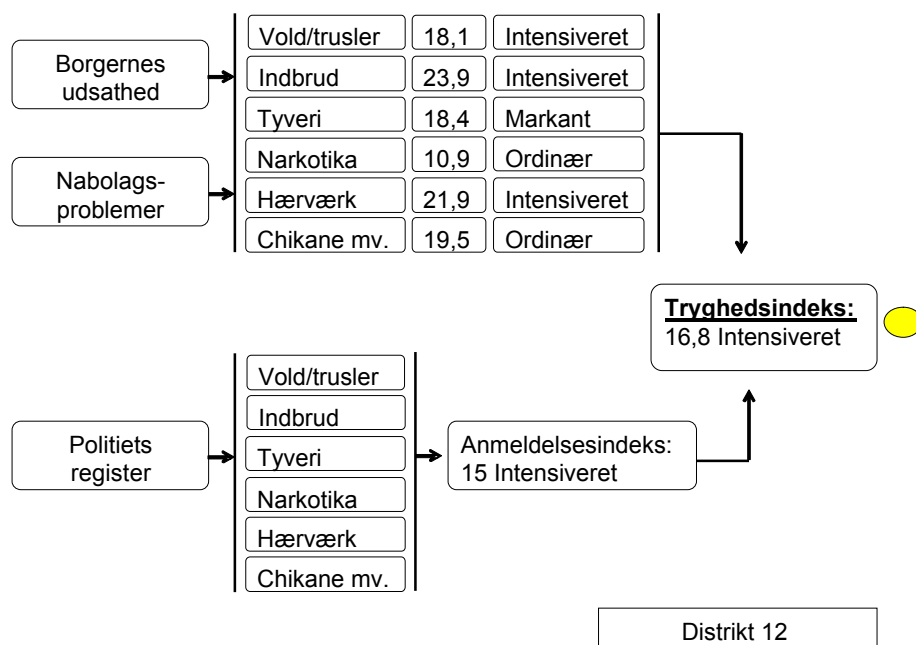 Borgernes
udsathed
Nabolags-
problemer
Vold/trusler 18,1 Intensiveret
Indbrud 23,9 Intensiveret
Tyveri 18,4 Markant
Narkotika 10,9 Ordinær
Hærværk 21,9 Intensiveret
Chikane mv. 19,5 Ordinær
Tryghedsindeks:
16,8 Intensiveret
Politiets
register
Vold/trusler
Indbrud
Tyveri
Narkotika
Hærværk
Chikane mv.
Anmeldelsesindeks:
15 Intensiveret
Distrikt 12